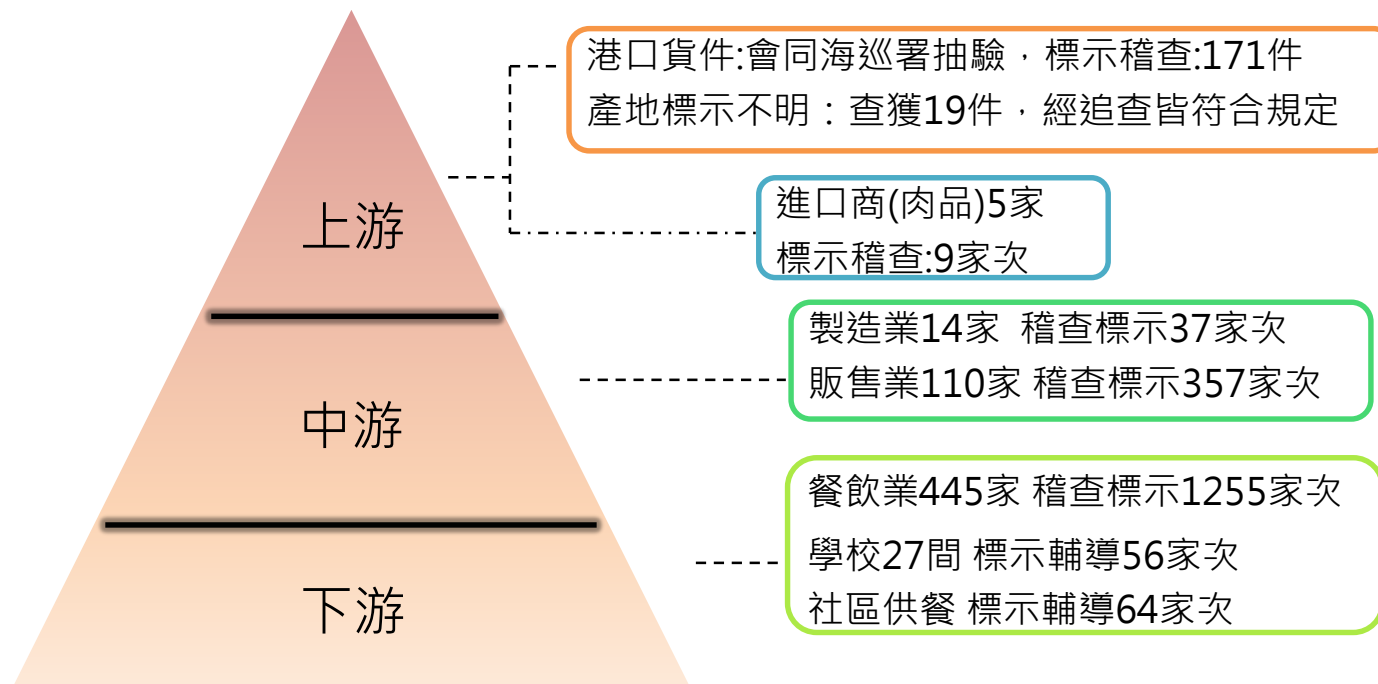 港口貨件:會同海巡署抽驗，標示稽查:171件
產地標示不明：查獲19件，經追查皆符合規定
上游
進口商(肉品)5家
標示稽查:9家次
製造業14家 稽查標示37家次
販售業110家 稽查標示357家次
中游
餐飲業445家 稽查標示1255家次
學校27間 標示輔導56家次
社區供餐 標示輔導64家次
下游